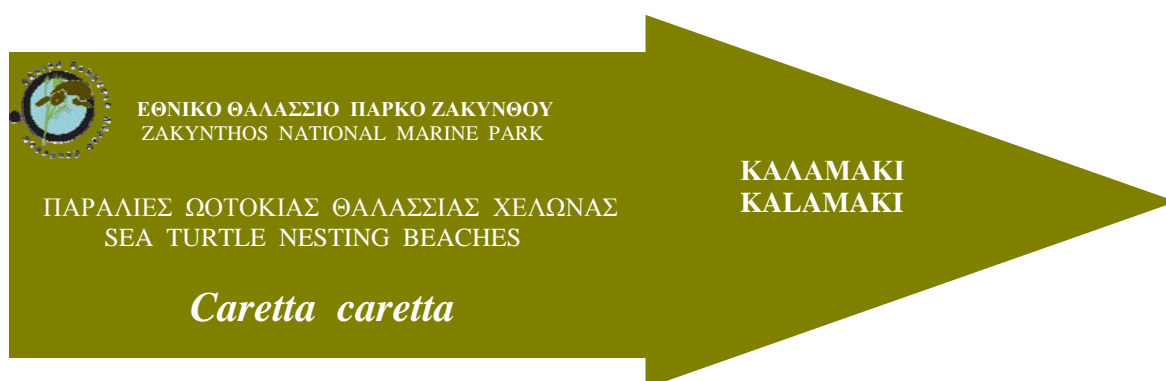 ΕΘΝΙΚΟ ΘΑΛΑΣΣΙΟ ΠΑΡΚΟ ΖΑΚΥΝΘΟΥ
ZAKYNTHOS NATIONAL MARINE PARK
ΠΑΡΑΛΙΕΣ ΩΟΤΟΚΙΑΣ ΘΑΛΑΣΣΙΑΣ ΧΕΛΩΝΑΣ
SEA TURTLE NESTING BEACHES
Caretta caretta
ΚΑΛΑΜΑΚΙ
KALAMAKI